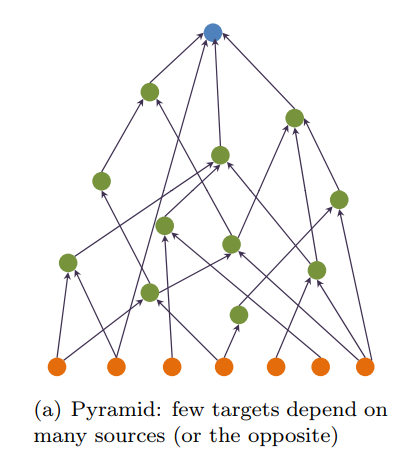 (a) Pyramid: few targets depend on
many sources (or the opposite)